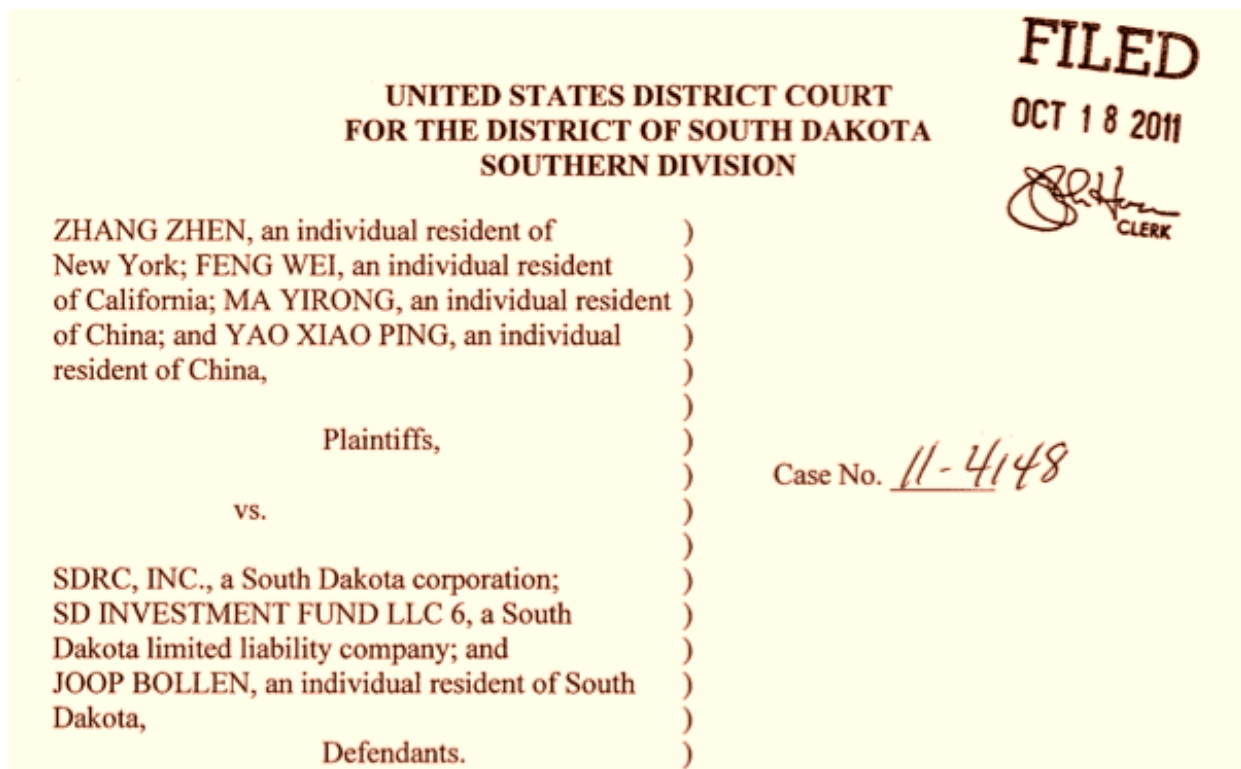 FILED
OCT 18 2011
CLERK
UNITED STATES DISTRICT COURT
FOR THE DISTRICT OF SOUTH DAKOTA
SOUTHERN DIVISION
ZHANG ZHEN, an individual resident of )
New York; FENG WEI, an individual resident )
of California; MA YIRONG, an individual resident )
of China; and YAO XIAO PING, an individual )
resident of China, )
)
Plaintiffs, )
) Case No. 11-4148
vs. )
)
SDRC, INC., a South Dakota corporation; )
SD INVESTMENT FUND LLC 6, a South )
Dakota limited liability company; and )
JOOP BOLLEN, an individual resident of South )
Dakota, )
Defendants. )